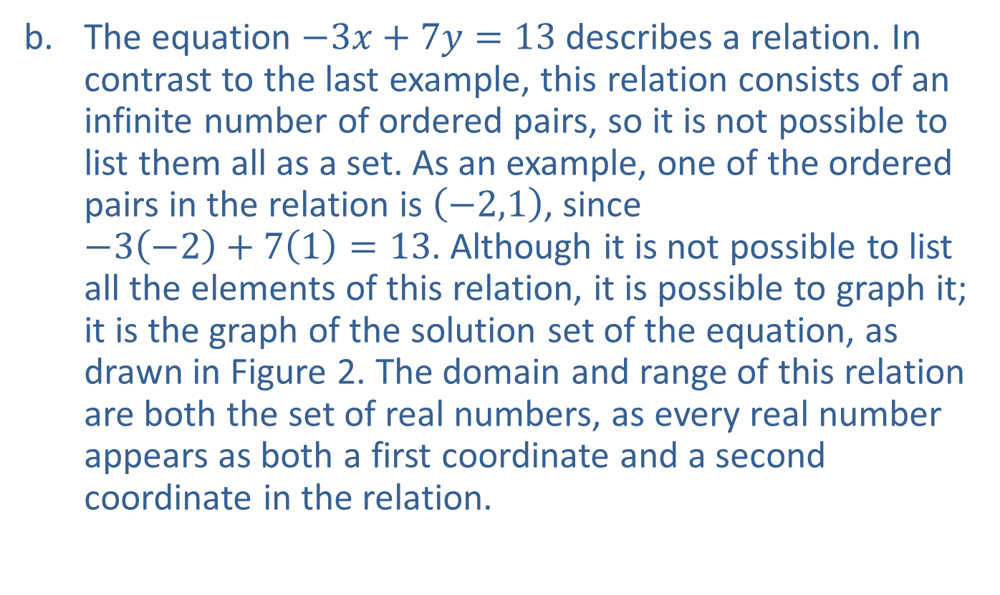 b. The equation −3x + 7y = 13 describes a relation. In
contrast to the last example, this relation consists of an
infinite number of ordered pairs, so it is not possible to
list them all as a set. As an example, one of the ordered
pairs in the relation is (−2,1), since
−3(−2) + 7(1) = 13. Although it is not possible to list
all the elements of this relation, it is possible to graph it;
it is the graph of the solution set of the equation, as
drawn in Figure 2. The domain and range of this relation
are both the set of real numbers, as every real number
appears as both a first coordinate and a second
coordinate in the relation.